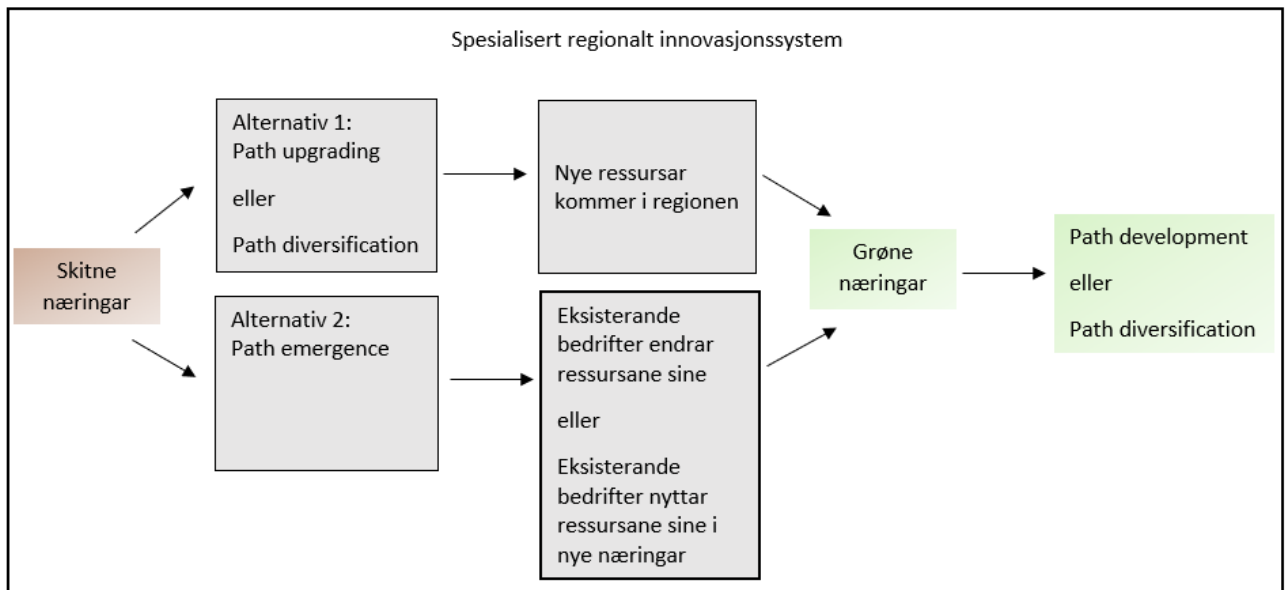 Spesialisert regionalt innovasjonssystem
Skitne
næringar
Alternativ 1:
Path upgrading
eller
Path diversification
Nye ressursar
kommer i regionen
Alternativ 2:
Path emergence
Eksisterande
bedrifter endrar
ressursane sine
eller
Eksisterande
bedrifter nyttar
ressursane sine i
nye næringar
Grøne
næringar
Path development
eller
Path diversification